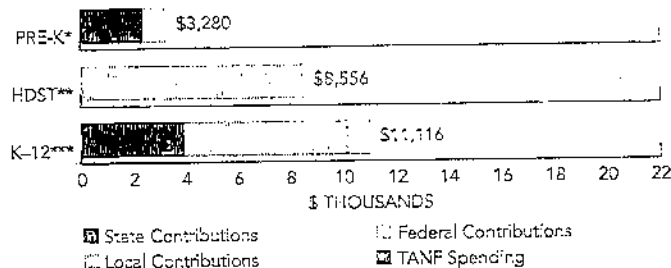 PRE-K* $3,280
HDST** $8,556
K–12*** $11,116
0 2 4 6 8 10 12 14 16 18 20 22
$ THOUSANDS
State Contributions Federal Contributions
Local Contributions TANF Spending